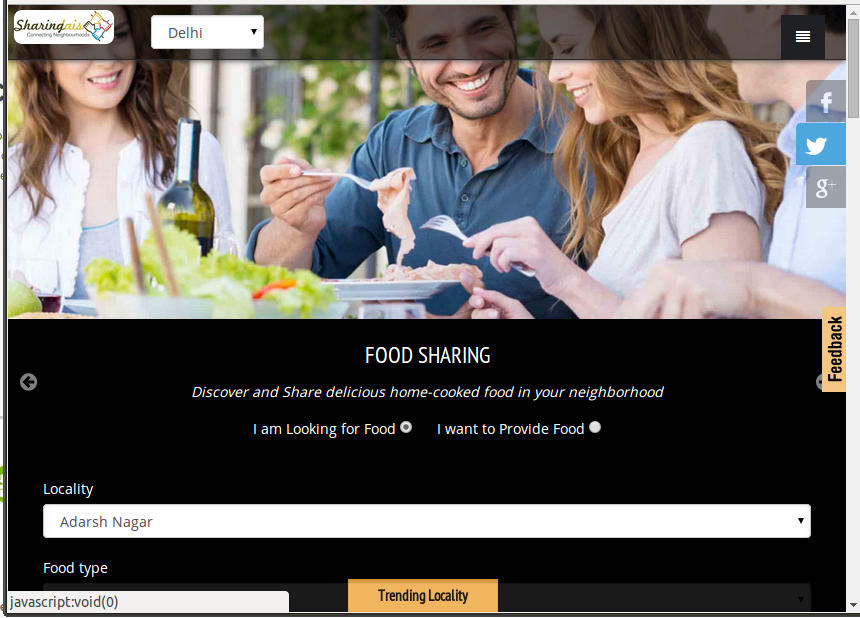 Sharingais
Connecting Neighbourhoods
Delhi
f
g+
Feedback
FOOD SHARING
Discover and Share delicious home-cooked food in your neighborhood
I am Looking for Food
I want to Provide Food
Locality
Adarsh Nagar
Food type
Trending Locality
javascript:void(0)